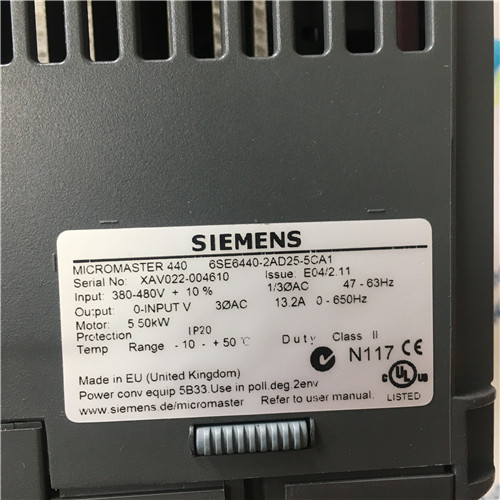 SIEMENS
MICROMASTER 440 6SE6440-2AD25-5CA1
Serial No: XAV022-004610 Issue: E04/2.11
Input: 380-480V + 10 % 1/3ØAC 47 - 63Hz
Output: 0-INPUT V 3ØAC 13.2A 0 - 650Hz
Motor: 5 50kW
Protection IP20
Temp Range - 10 - + 50°C Duty Class II
N117 CE
Made in EU (United Kingdom)
Power conv equip 5B33.Use in poll.deg.2env
www.siemens.de/micromaster Refer to user manual.
C UL US
LISTED